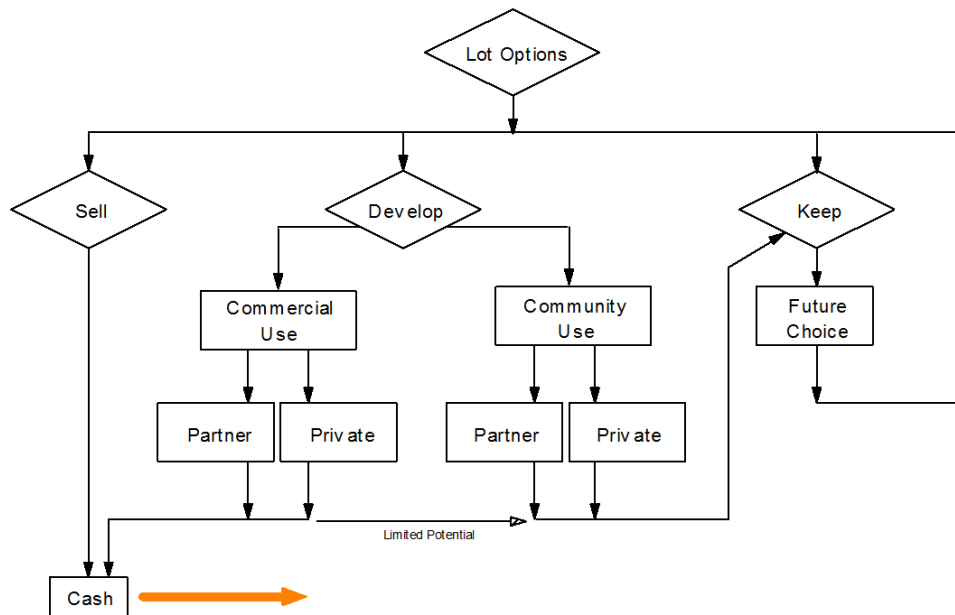 Lot Options
Sell
Develop
Keep
Commercial
Use
Community
Use
Future
Choice
Partner
Private
Partner
Private
Limited Potential
Cash